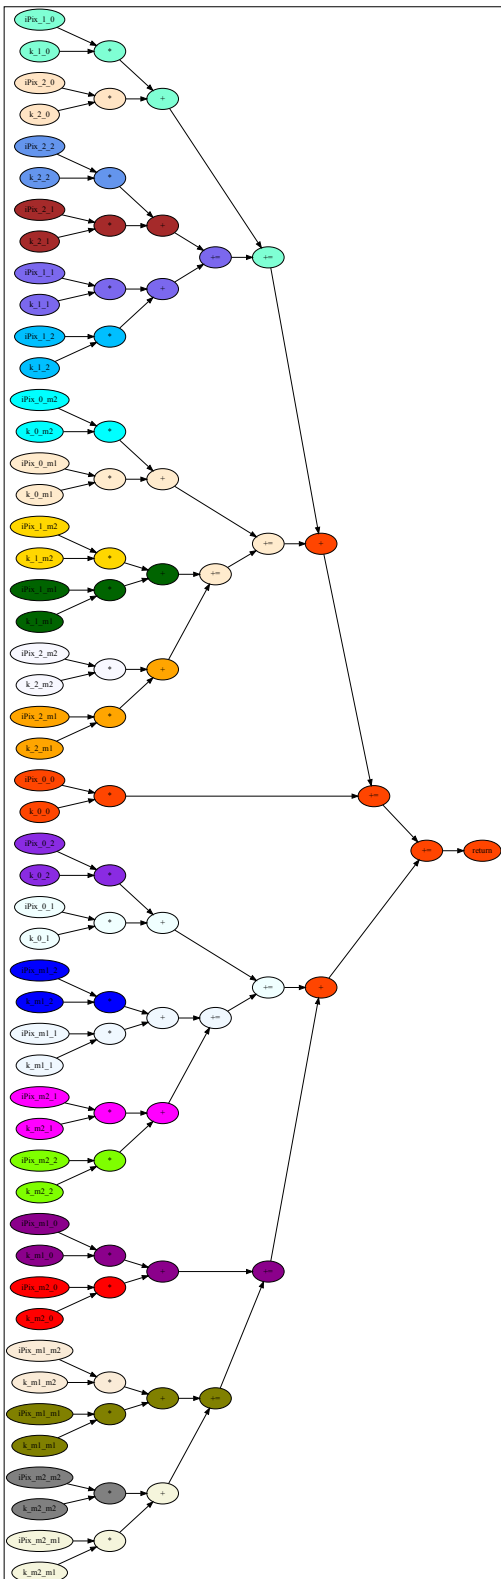 iPix_1_0
k_1_0
*
iPix_2_0
k_2_0
*
+
iPix_2_2
k_2_2
*
iPix_2_1
k_2_1
*
+
+=
+=
iPix_1_1
k_1_1
*
+
iPix_1_2
k_1_2
*
iPix_0_m2
k_0_m2
*
iPix_0_m1
k_0_m1
*
+
iPix_1_m2
k_1_m2
*
+=
+
iPix_1_m1
k_1_m1
*
+
+=
iPix_2_m2
k_2_m2
*
+
iPix_2_m1
k_2_m1
*
iPix_0_0
k_0_0
*
+=
iPix_0_2
k_0_2
*
+=
return
iPix_0_1
k_0_1
*
+
iPix_m1_2
k_m1_2
*
+=
+
iPix_m1_1
k_m1_1
*
+
+=
iPix_m2_1
k_m2_1
*
+
iPix_m2_2
k_m2_2
*
iPix_m1_0
k_m1_0
*
iPix_m2_0
k_m2_0
*
+
+=
iPix_m1_m2
k_m1_m2
*
iPix_m1_m1
k_m1_m1
*
+
+=
iPix_m2_m2
k_m2_m2
*
+
iPix_m2_m1
k_m2_m1
*